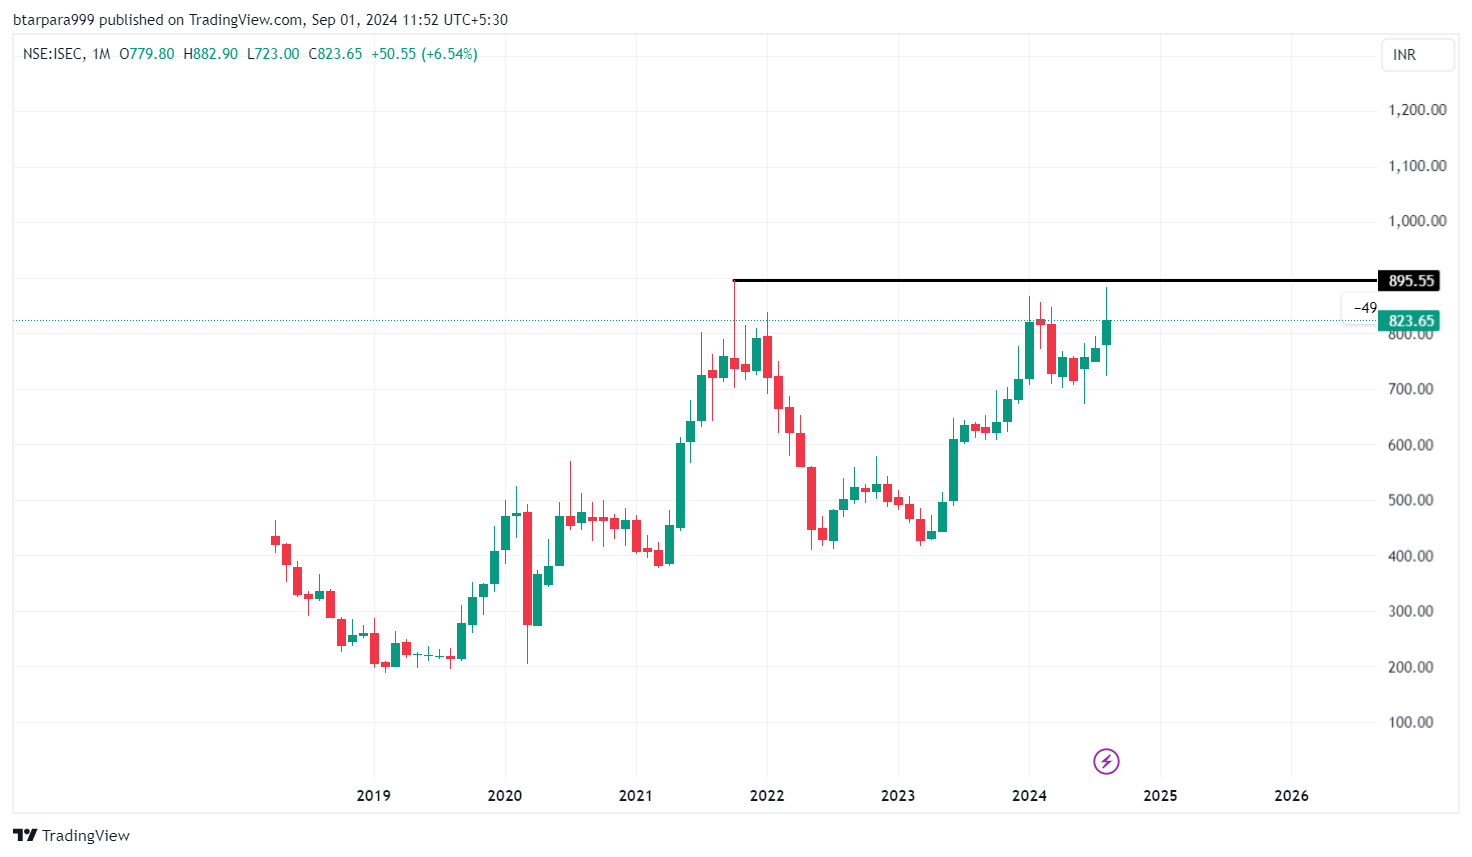 btarpara999 published on TradingView.com, Sep 01, 2024 11:52 UTC+5:30
NSE:ISEC, 1M O779.80 H882.90 L723.00 C823.65 +50.55 (+6.54%)
INR
1,200.00
1,100.00
1,000.00
895.55
−49
823.65
800.00
700.00
600.00
500.00
400.00
300.00
200.00
100.00
2019 2020 2021 2022 2023 2024 2025 2026
TradingView